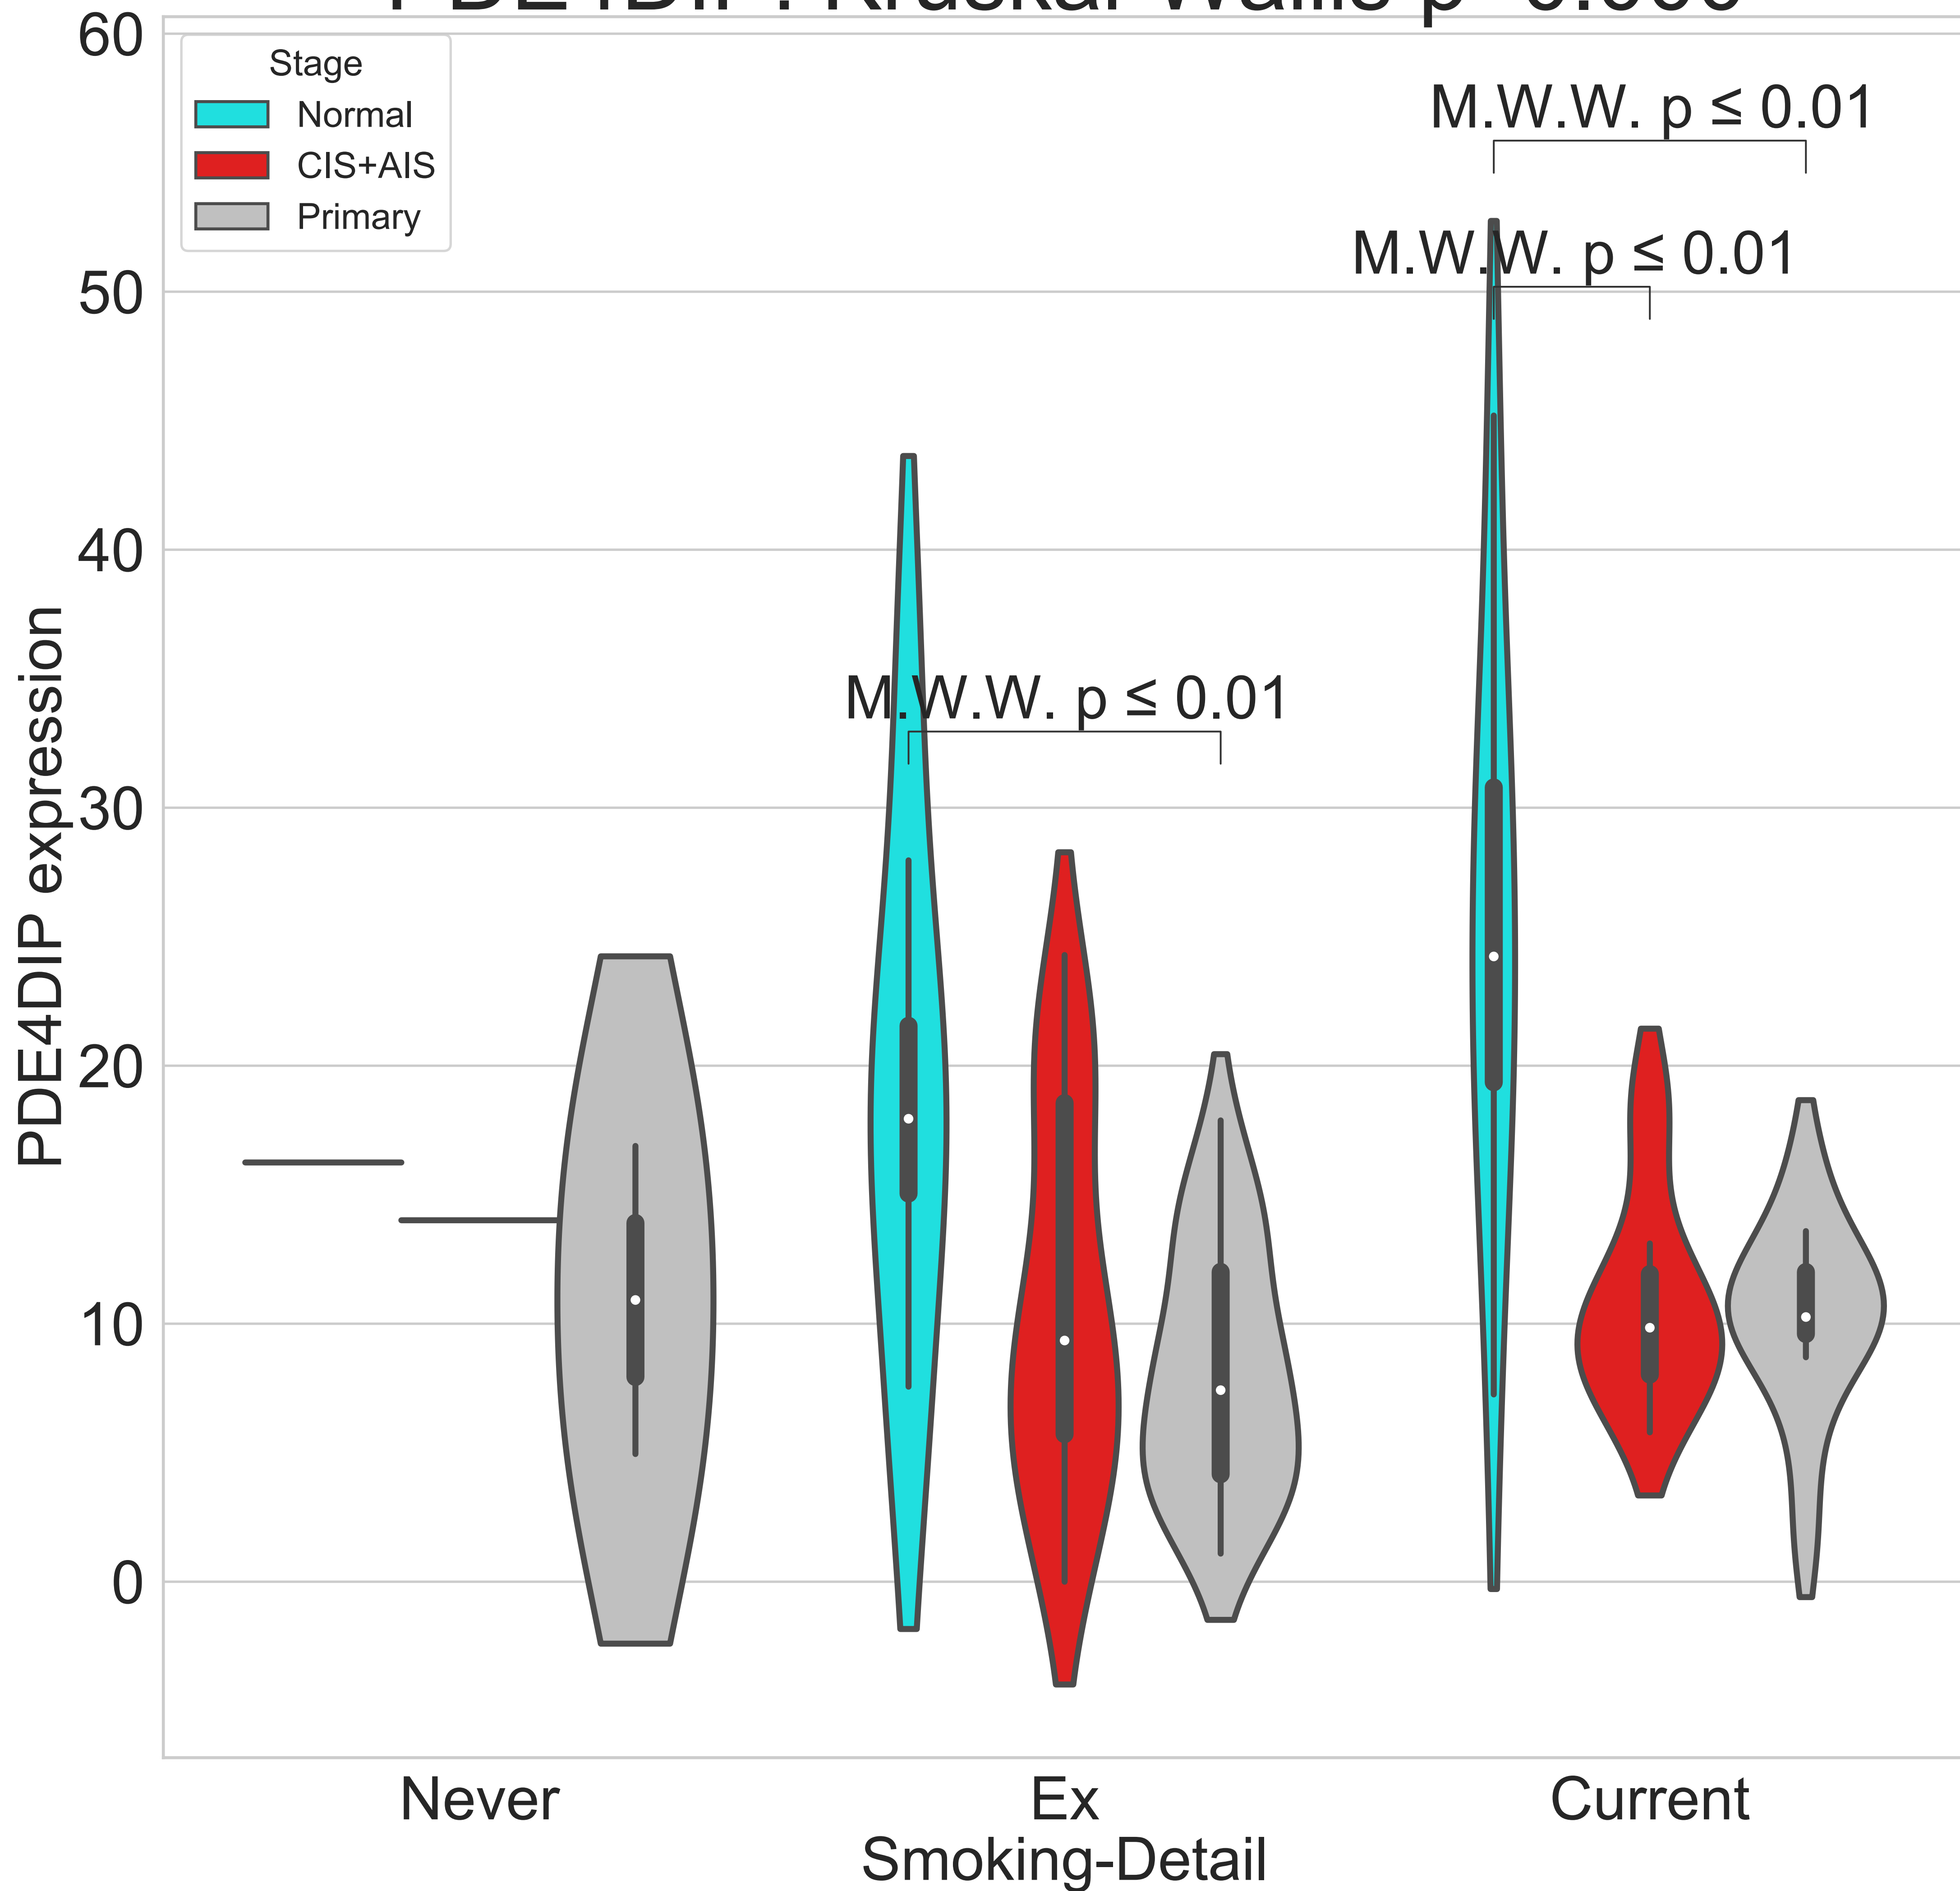 60
Stage
Normal
CIS+AIS
Primary
M.W.W. p ≤ 0.01
M.W.W. p ≤ 0.01
50
40
M.W.W. p ≤ 0.01
30
20
10
0
PDE4DIP expression
Never
Ex
Current
Smoking-Detail